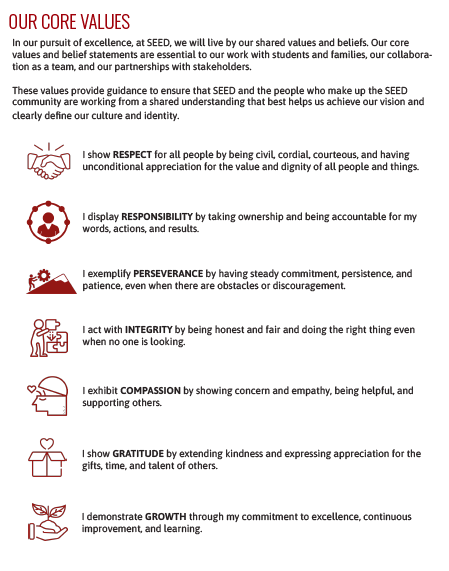 OUR CORE VALUES
In our pursuit of excellence, at SEED, we will live by our shared values and beliefs. Our core
values and belief statements are essential to our work with students and families, our collabora-
tion as a team, and our partnerships with stakeholders.
These values provide guidance to ensure that SEED and the people who make up the SEED
community are working from a shared understanding that best helps us achieve our vision and
clearly define our culture and identity.
I show RESPECT for all people by being civil, cordial, courteous, and having
unconditional appreciation for the value and dignity of all people and things.
I display RESPONSIBILITY by taking ownership and being accountable for my
words, actions, and results.
I exemplify PERSEVERANCE by having steady commitment, persistence, and
patience, even when there are obstacles or discouragement.
I act with INTEGRITY by being honest and fair and doing the right thing even
when no one is looking.
I exhibit COMPASSION by showing concern and empathy, being helpful, and
supporting others.
I show GRATITUDE by extending kindness and expressing appreciation for the
gifts, time, and talent of others.
I demonstrate GROWTH through my commitment to excellence, continuous
improvement, and learning.